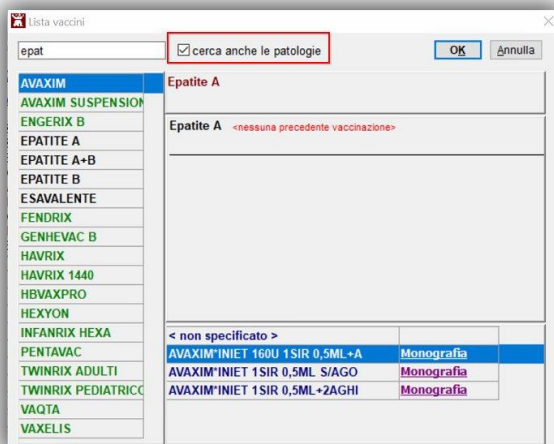 Lista vaccini
epat
cerca anche le patologie
OK
Annulla
AVAXIM
AVAXIM SUSPENSION
ENGERIX B
EPATITE A
EPATITE A+B
EPATITE B
ESAVALENTE
FENDRIX
GENHEVAC B
HAVRIX
HAVRIX 1440
HBVAXPRO
HEXYON
INFANRIX HEXA
PENTAVAC
TWINRIX ADULTI
TWINRIX PEDIATRICO
VAQTA
VAXELIS
Epatite A
Epatite A <nessuna precedente vaccinazione>
< non specificato >
AVAXIM*INIET 160U 1SIR 0,5ML+A Monografia
AVAXIM*INIET 1SIR 0,5ML S/AGO Monografia
AVAXIM*INIET 1SIR 0,5ML+2AGHI Monografia